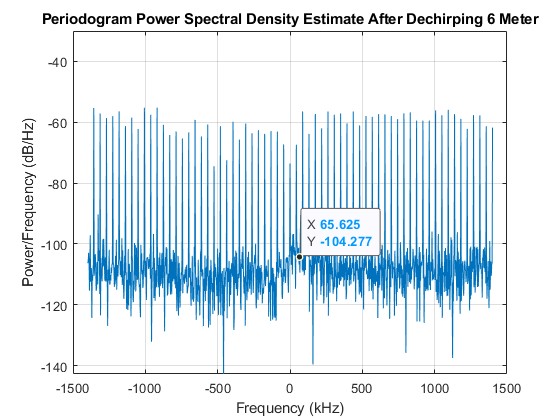 Periodogram Power Spectral Density Estimate After Dechirping 6 Meter
-40
-60
-80
-100
-120
-140
Power/Frequency (dB/Hz)
X 65.625
Y -104.277
-1500 -1000 -500 0 500 1000 1500
Frequency (kHz)